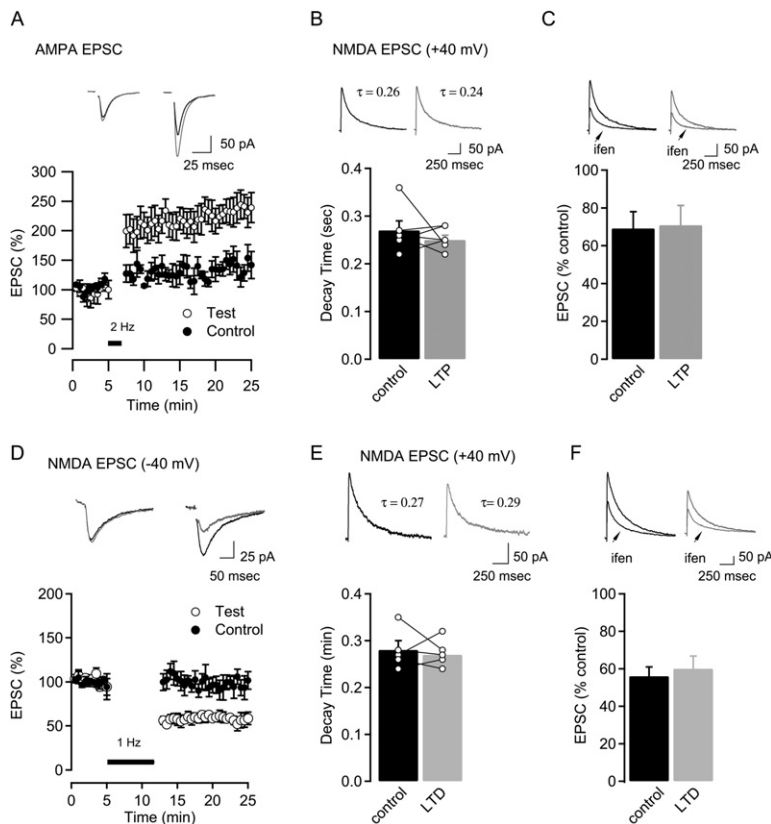 A
AMPA EPSC
50 pA
25 msec
300
250
200
150
100
50
0
EPSC (%)
Test
Control
2 Hz
0 5 10 15 20 25
Time (min)
B
NMDA EPSC (+40 mV)
τ = 0.26
τ = 0.24
50 pA
250 msec
0.4
0.3
0.2
0.1
0.0
Decay Time (sec)
control
LTP
C
ifen
ifen
50 pA
250 msec
100
80
60
40
20
0
EPSC (% control)
control
LTP
D
NMDA EPSC (-40 mV)
25 pA
50 msec
200
150
100
50
0
EPSC (%)
Test
Control
1 Hz
0 5 10 15 20 25
Time (min)
E
NMDA EPSC (+40 mV)
τ = 0.27
τ= 0.29
50 pA
250 msec
0.4
0.3
0.2
0.1
0.0
Decay Time (min)
control
LTD
F
ifen
ifen
50 pA
250 msec
100
80
60
40
20
0
EPSC (% control)
control
LTD